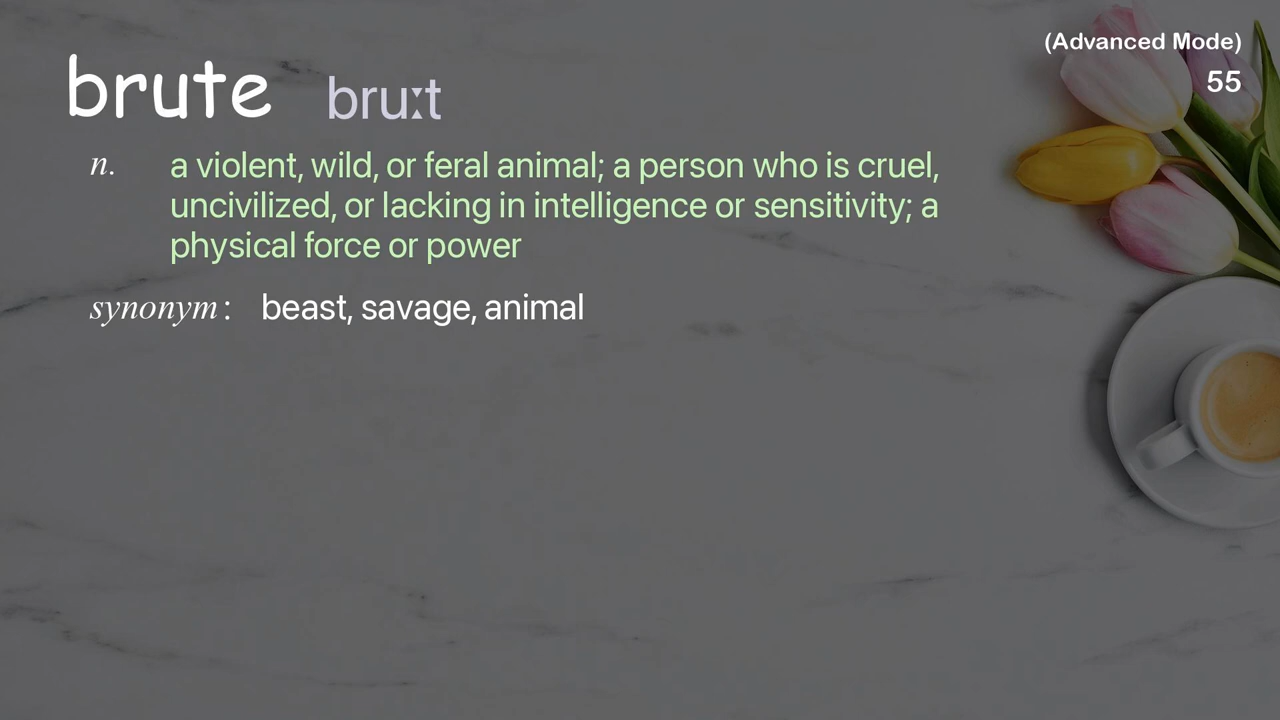 (Advanced Mode)
55
brute bruːt
n. a violent, wild, or feral animal; a person who is cruel,
uncivilized, or lacking in intelligence or sensitivity; a
physical force or power
synonym : beast, savage, animal